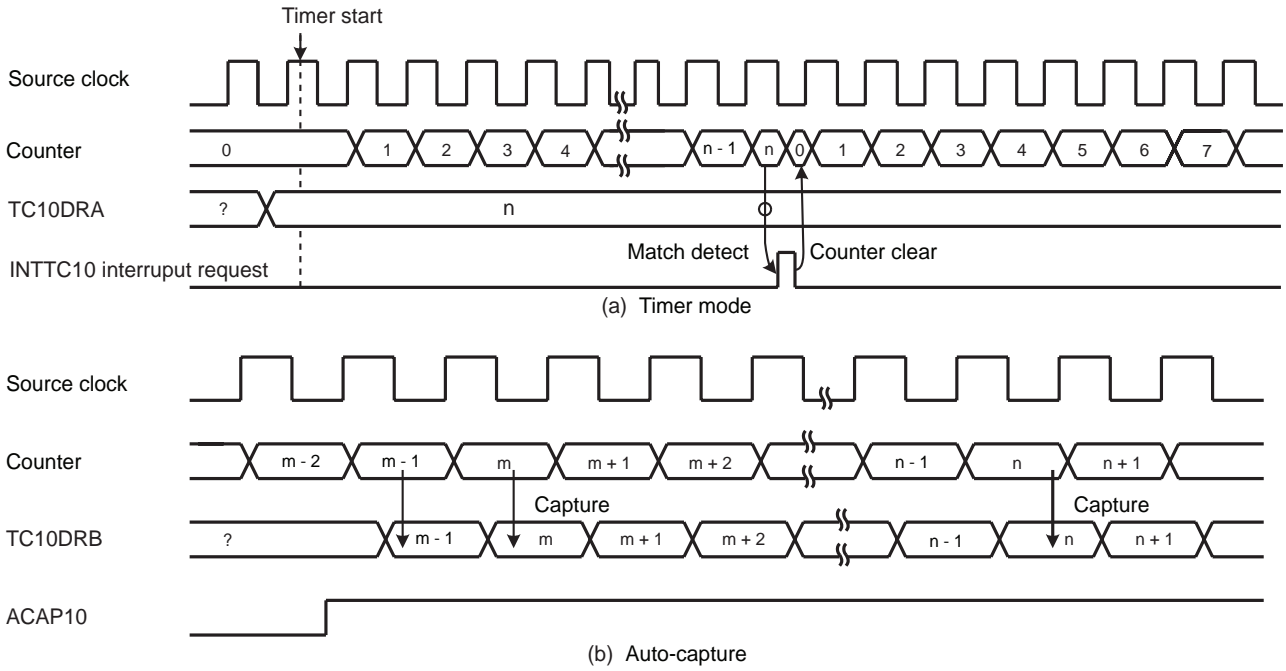 Timer start
Source clock
Counter 0 1 2 3 4 n - 1 n 0 1 2 3 4 5 6 7
TC10DRA ? n
Match detect Counter clear
INTTC10 interruput request
(a) Timer mode
Source clock
Counter m - 2 m - 1 m m + 1 m + 2 n - 1 n n + 1
Capture Capture
TC10DRB ? m - 1 m m + 1 m + 2 n - 1 n n + 1
ACAP10
(b) Auto-capture